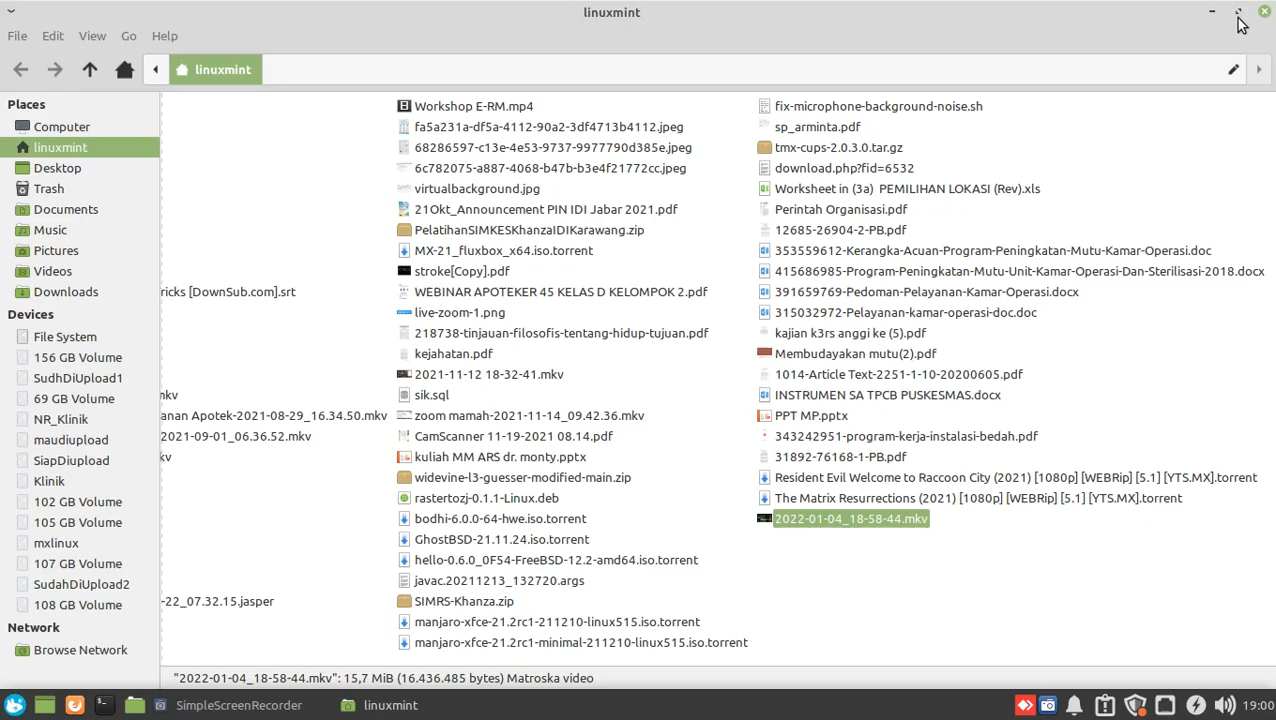 linuxmint
File Edit View Go Help
linuxmint
Places
Computer
linuxmint
Desktop
Trash
Documents
Music
Pictures
Videos
Downloads
Devices
File System
156 GB Volume
SudhDiUpload1
69 GB Volume
NR_Klinik
maudiupload
SiapDiupload
Klinik
102 GB Volume
105 GB Volume
mxlinux
107 GB Volume
SudahDiUpload2
108 GB Volume
Network
Browse Network
ricks [DownSub.com].srt
nkv
anan Apotek-2021-08-29_16.34.50.mkv
2021-09-01_06.36.52.mkv
kv
-22_07.32.15.jasper
Workshop E-RM.mp4
fa5a231a-df5a-4112-90a2-3df4713b4112.jpeg
68286597-c13e-4e53-9737-9977790d385e.jpeg
6c782075-a887-4068-b47b-b3e4f21772cc.jpeg
virtualbackground.jpg
21Okt_Announcement PIN IDI Jabar 2021.pdf
PelatihanSIMKESKhanzaIDIKarawang.zip
MX-21_fluxbox_x64.iso.torrent
stroke[Copy].pdf
WEBINAR APOTEKER 45 KELAS D KELOMPOK 2.pdf
live-zoom-1.png
218738-tinjauan-filosofis-tentang-hidup-tujuan.pdf
kejahatan.pdf
2021-11-12 18-32-41.mkv
sik.sql
zoom mamah-2021-11-14_09.42.36.mkv
CamScanner 11-19-2021 08.14.pdf
kuliah MM ARS dr. monty.pptx
widevine-l3-guesser-modified-main.zip
rastertozj-0.1.1-Linux.deb
bodhi-6.0.0-64-hwe.iso.torrent
GhostBSD-21.11.24.iso.torrent
hello-0.6.0_0F54-FreeBSD-12.2-amd64.iso.torrent
javac.20211213_132720.args
SIMRS-Khanza.zip
manjaro-xfce-21.2rc1-211210-linux515.iso.torrent
manjaro-xfce-21.2rc1-minimal-211210-linux515.iso.torrent
fix-microphone-background-noise.sh
sp_arminta.pdf
tmx-cups-2.0.3.0.tar.gz
download.php?fid=6532
Worksheet in (3a)  PEMILIHAN LOKASI (Rev).xls
Perintah Organisasi.pdf
12685-26904-2-PB.pdf
353559612-Kerangka-Acuan-Program-Peningkatan-Mutu-Kamar-Operasi.doc
415686985-Program-Peningkatan-Mutu-Unit-Kamar-Operasi-Dan-Sterilisasi-2018.docx
391659769-Pedoman-Pelayanan-Kamar-Operasi.docx
315032972-Pelayanan-kamar-operasi-doc.doc
kajian k3rs anggi ke (5).pdf
Membudayakan mutu(2).pdf
1014-Article Text-2251-1-10-20200605.pdf
INSTRUMEN SA TPCB PUSKESMAS.docx
PPT MP.pptx
343242951-program-kerja-instalasi-bedah.pdf
31892-76168-1-PB.pdf
Resident Evil Welcome to Raccoon City (2021) [1080p] [WEBRip] [5.1] [YTS.MX].torrent
The Matrix Resurrections (2021) [1080p] [WEBRip] [5.1] [YTS.MX].torrent
2022-01-04_18-58-44.mkv
"2022-01-04_18-58-44.mkv": 15,7 MiB (16.436.485 bytes) Matroska video
SimpleScreenRecorder linuxmint 19:00